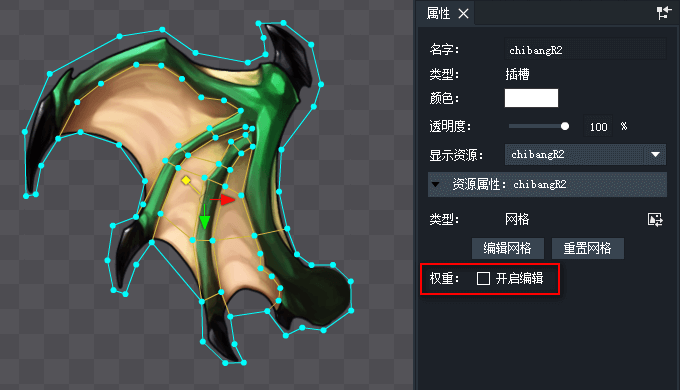 属性
名字: chibangR2
类型: 插槽
颜色:
透明度: 100 %
显示资源: chibangR2
资源属性: chibangR2
类型: 网格
编辑网格 重置网格
权重: 开启编辑